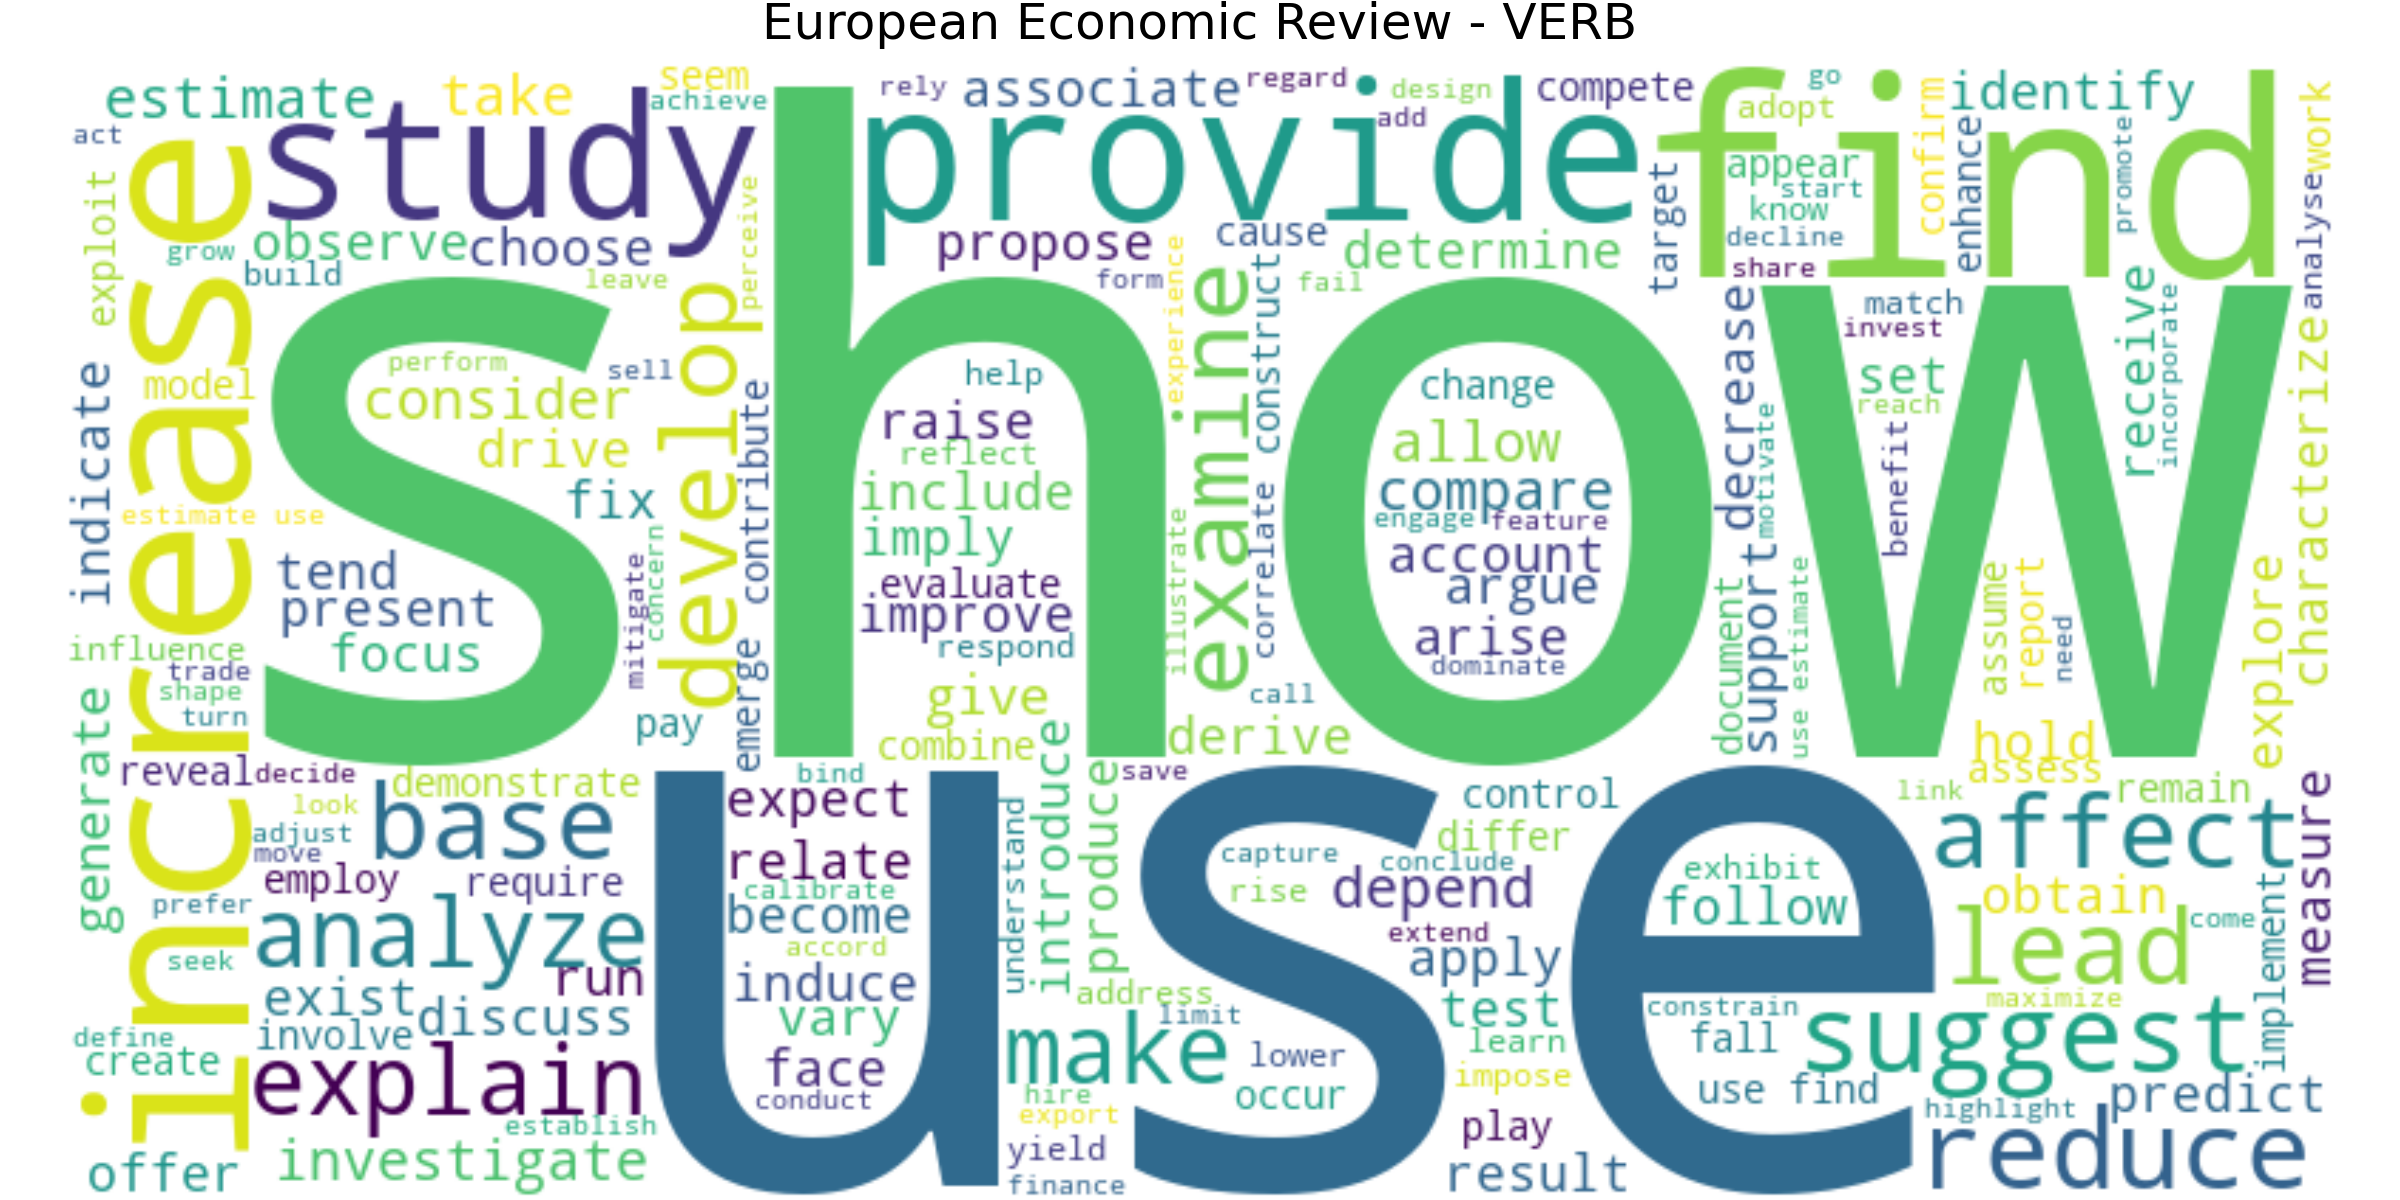 European Economic Review - VERB
estimate
take
seem
achieve
rely
associate
regard
design
add
compete
go
adopt
identify
confirm
work
act
study
provide
find
exploit
increase
perceive
target
appear
start
know
decline
share
enhance
promote
analyse
grow
observe
choose
build
leave
propose
form
experience
cause
determine
fail
construct
show
develop
examine
decrease
match
invest
receive
incorporate
set
reach
characterize
indicate
model
perform
consider
sell
drive
fix
contribute
help
raise
reflect
include
imply
evaluate
improve
respond
give
combine
change
allow
compare
engage
feature
account
argue
arise
dominate
motivate
benefit
estimate use
tend
present
focus
mitigate
concern
illustrate
correlate
document
support
use estimate
assume
report
need
explore
influence
trade
shape
turn
generate
pay
emerge
introduce
derive
call
hold
assess
reveal
decide
demonstrate
look
base
adjust
move
employ
require
bind
expect
relate
calibrate
become
accord
induce
vary
face
conduct
understand
produce
save
use
control
differ
capture
conclude
rise
depend
extend
apply
exhibit
follow
link
remain
affect
measure
obtain
lead
come
implement
prefer
analyze
seek
run
exist
discuss
involve
define
create
explain
establish
investigate
offer
address
limit
make
lower
occur
hire
export
yield
finance
test
learn
impose
play
result
constrain
fall
use find
maximize
suggest
highlight
predict
reduce